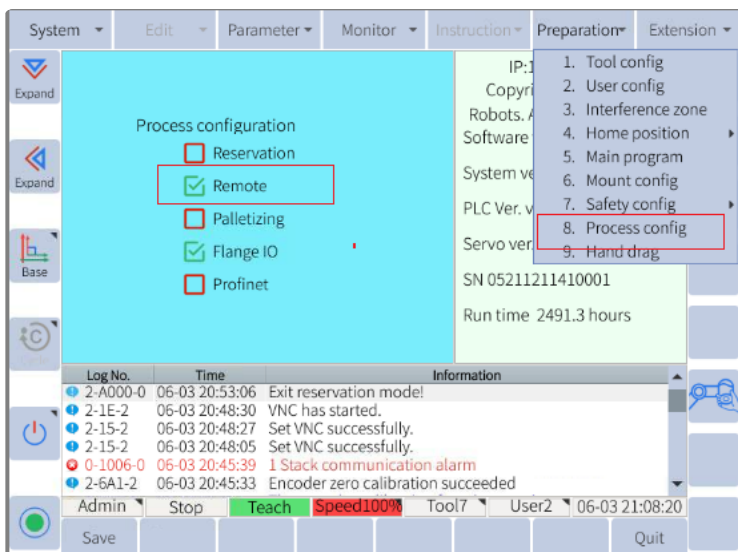 System Edit Parameter Monitor Instruction Preparation Extension
Expand
Expand
Base
Process configuration
Reservation
Remote
Palletizing
Flange IO
Profinet
IP:1
Copyri
Robots. A
Software
System ve
PLC Ver. v
Servo ver.
SN 05211211410001
Run time 2491.3 hours
1. Tool config
2. User config
3. Interference zone
4. Home position
5. Main program
6. Mount config
7. Safety config
8. Process config
9. Hand drag
Log No. Time Information
2-A000-0 06-03 20:53:06 Exit reservation mode!
2-1E-2 06-03 20:48:30 VNC has started.
2-15-2 06-03 20:48:27 Set VNC successfully.
2-15-2 06-03 20:48:05 Set VNC successfully.
0-1006-0 06-03 20:45:39 1 Stack communication alarm
2-6A1-2 06-03 20:45:33 Encoder zero calibration succeeded
Admin Stop Teach Speed100% Tool7 User2 06-03 21:08:20
Save Quit